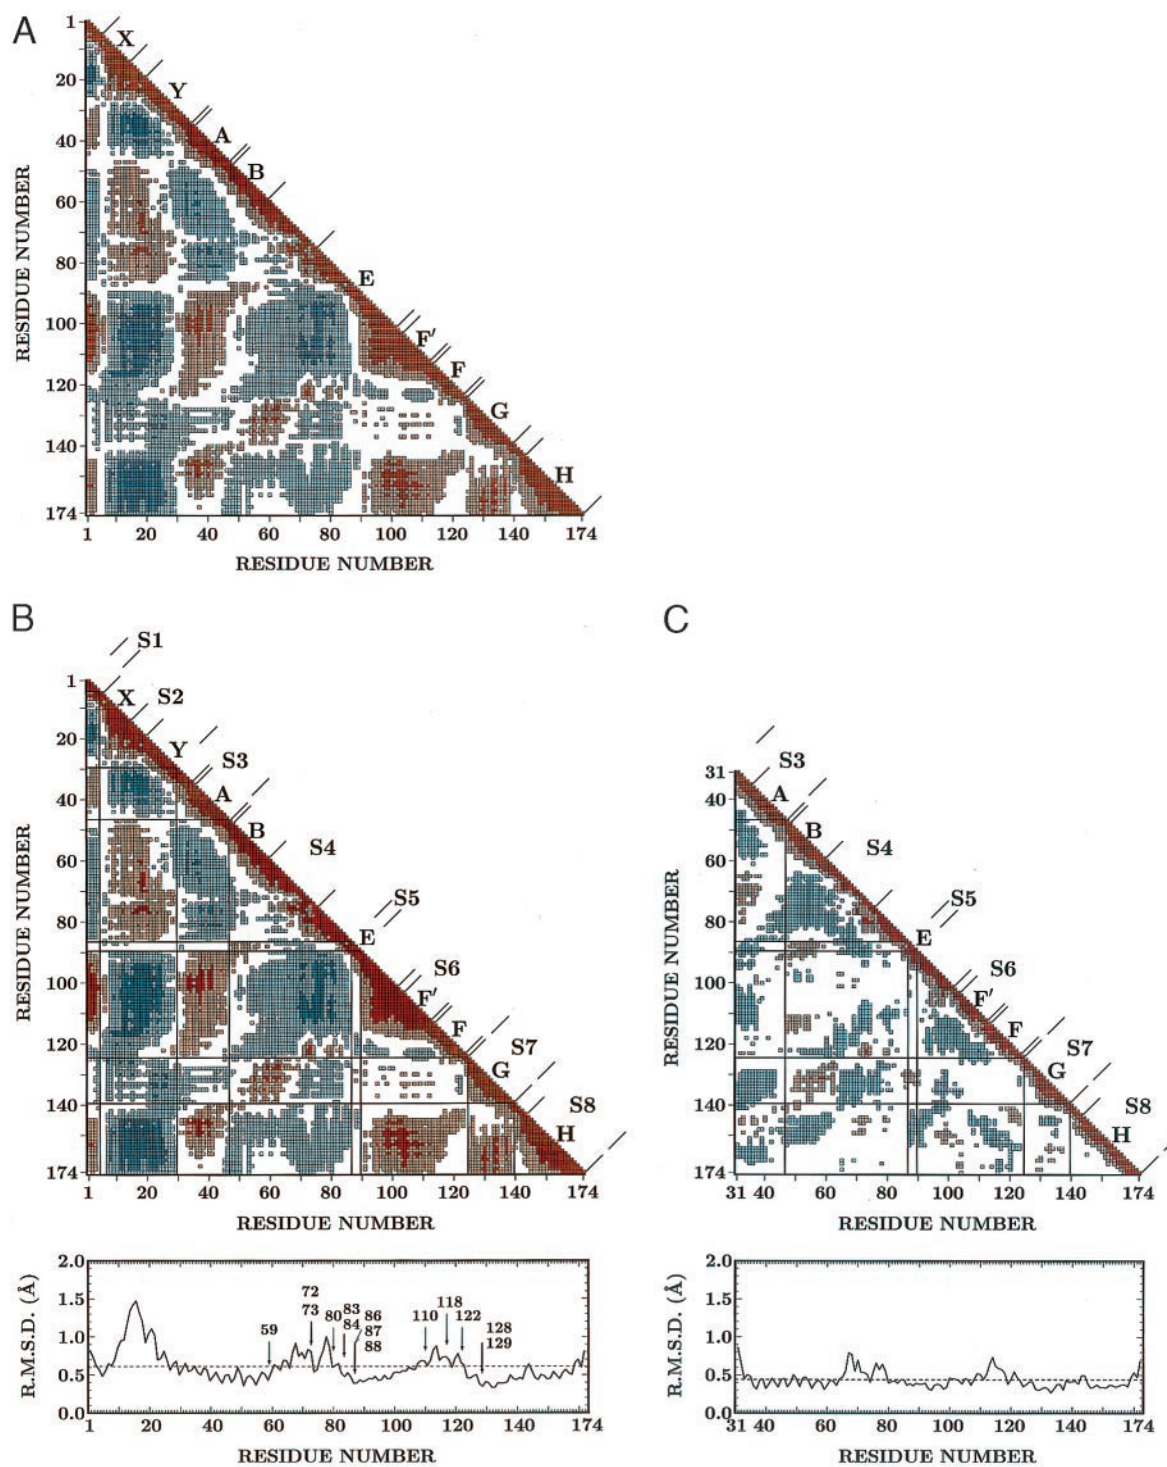 A
1
X
20
Y
40
A
B
60
80
E
100
F'
F
120
G
140
H
174
RESIDUE NUMBER
1 20 40 60 80 100 120 140 174
RESIDUE NUMBER
B
S1
1
X
S2
20
Y
S3
40
A
B
60
S4
80
S5
E
100
S6
F'
120
F
S7
G
140
S8
H
174
RESIDUE NUMBER
1 20 40 60 80 100 120 140 174
RESIDUE NUMBER
2.0
1.5
1.0
0.5
0.0
R.M.S.D. (Å)
59
72
73
80
83
84
86
87
88
110
118
122
128
129
1 20 40 60 80 100 120 140 174
RESIDUE NUMBER
C
S3
31
40
A
B
60
S4
80
S5
E
100
S6
F'
120
F
S7
G
140
S8
H
174
RESIDUE NUMBER
31 40 60 80 100 120 140 174
RESIDUE NUMBER
2.0
1.5
1.0
0.5
0.0
R.M.S.D. (Å)
31 40 60 80 100 120 140 174
RESIDUE NUMBER